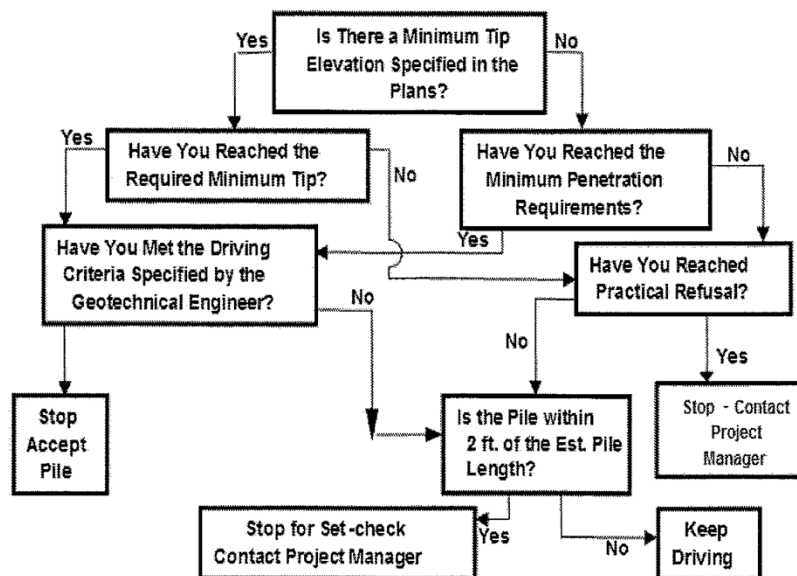 Is There a Minimum Tip
Elevation Specified in the
Plans?
Yes
No
Have You Reached the
Required Minimum Tip?
Yes
No
Have You Reached the
Minimum Penetration
Requirements?
No
Yes
Have You Met the Driving
Criteria Specified by the
Geotechnical Engineer?
No
Have You Reached
Practical Refusal?
No
Yes
Stop
Accept
Pile
Is the Pile within
2 ft. of the Est. Pile
Length?
Stop - Contact
Project
Manager
Stop for Set-check
Contact Project Manager
Yes
No
Keep
Driving